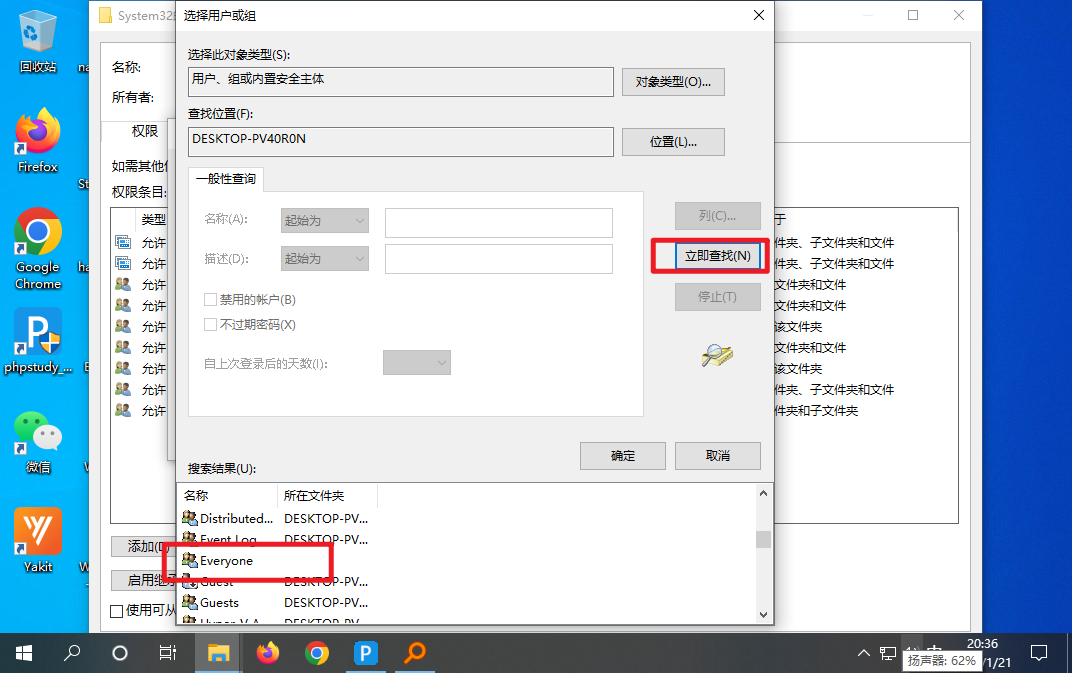 回收站
Firefox
Google
Chrome
phpstudy_...
微信
Yakit
System32
选择用户或组
名称:
所有者:
权限
如需其他
权限条目:
类型
允许
允许
允许
允许
允许
允许
允许
允许
允许
添加(D)
启用继承
使用可从
选择此对象类型(S):
用户、组或内置安全主体
对象类型(O)...
查找位置(F):
DESKTOP-PV40R0N
位置(L)...
一般性查询
名称(A):
起始为
描述(D):
起始为
禁用的帐户(B)
不过期密码(X)
自上次登录后的天数(I):
列(C)...
立即查找(N)
停止(T)
确定
取消
搜索结果(U):
名称
所在文件夹
Distributed... DESKTOP-PV...
Event Log DESKTOP-PV...
Everyone
Guest DESKTOP-PV...
Guests DESKTOP-PV...
Hyper-V A... DESKTOP-PV...
于
件夹、子文件夹和文件
件夹、子文件夹和文件
文件夹和文件
文件夹和文件
该文件夹
文件夹和文件
该文件夹
件夹、子文件夹和文件
件夹和子文件夹
20:36
/1/21
扬声器: 62%